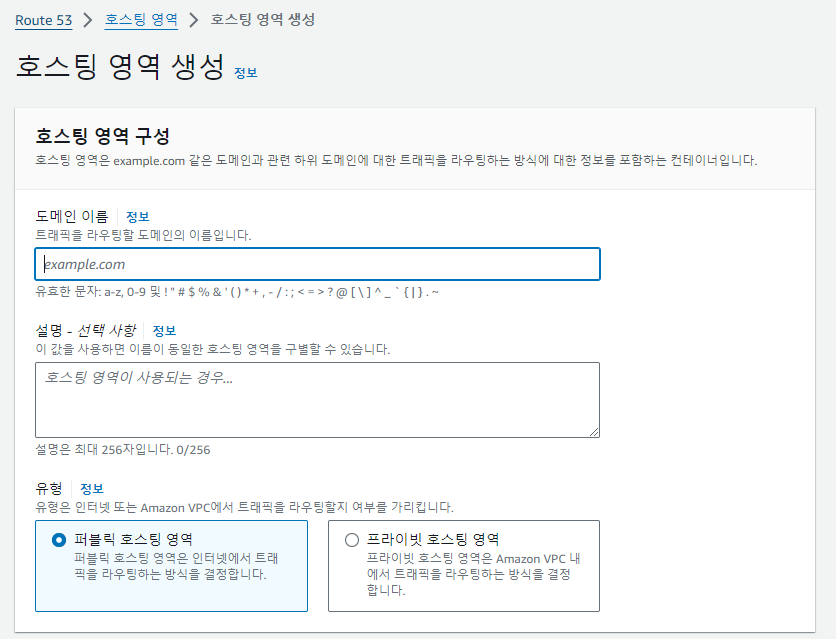 Route 53 > 호스팅 영역 > 호스팅 영역 생성
호스팅 영역 생성 정보
호스팅 영역 구성
호스팅 영역은 example.com 같은 도메인과 관련 하위 도메인에 대한 트래픽을 라우팅하는 방식에 대한 정보를 포함하는 컨테이너입니다.
도메인 이름 정보
트래픽을 라우팅할 도메인의 이름입니다.
example.com
유효한 문자: a-z, 0-9 및 ! " # $ % & ' ( ) * + , - / : ; < = > ? @ [ \ ] ^ _ ` { | } . ~
설명 - 선택 사항 정보
이 값을 사용하면 이름이 동일한 호스팅 영역을 구별할 수 있습니다.
호스팅 영역이 사용되는 경우...
설명은 최대 256자입니다. 0/256
유형 정보
유형은 인터넷 또는 Amazon VPC에서 트래픽을 라우팅할지 여부를 가리킵니다.
퍼블릭 호스팅 영역
퍼블릭 호스팅 영역은 인터넷에서 트래
픽을 라우팅하는 방식을 결정합니다.
프라이빗 호스팅 영역
프라이빗 호스팅 영역은 Amazon VPC 내
에서 트래픽을 라우팅하는 방식을 결정
합니다.